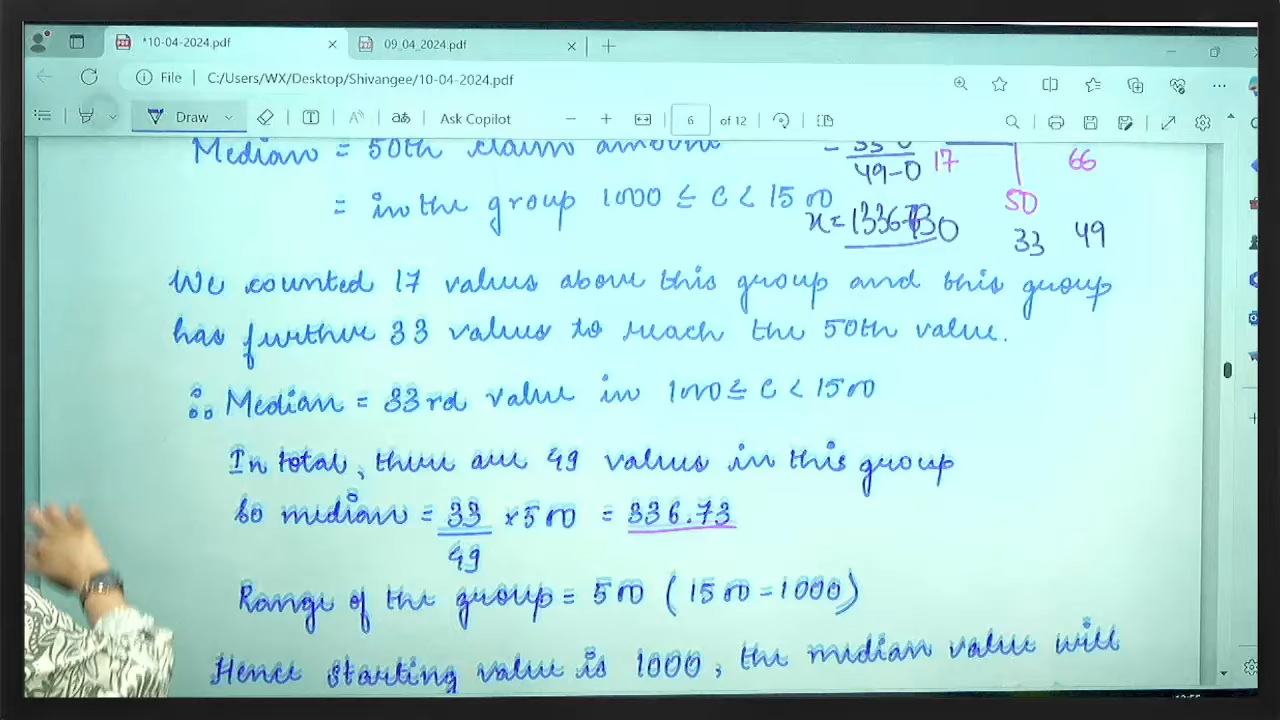 *10-04-2024.pdf
09_04_2024.pdf
File C:/Users/WX/Desktop/Shivangee/10-04-2024.pdf
Draw
Ask Copilot
6 of 12
Median = 50th claim amount
= in the group 1000 ≤ C < 1500
49-0
17
66
50
33 49
We counted 17 values above this group and this group
has further 33 values to reach the 50th value.
∴ Median = 33rd value in 1000 ≤ C < 1500
In total, there are 49 values in this group
So median = 33/49 × 500 = 336.73
Range of the group = 500 (1500-1000)
Hence starting value is 1000, the median value will